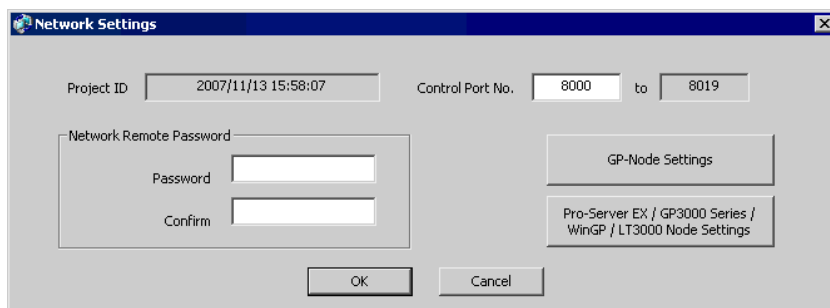 Network Settings
Project ID 2007/11/13 15:58:07 Control Port No. 8000 to 8019
Network Remote Password
Password
Confirm
GP-Node Settings
Pro-Server EX / GP3000 Series /
WinGP / LT3000 Node Settings
OK Cancel